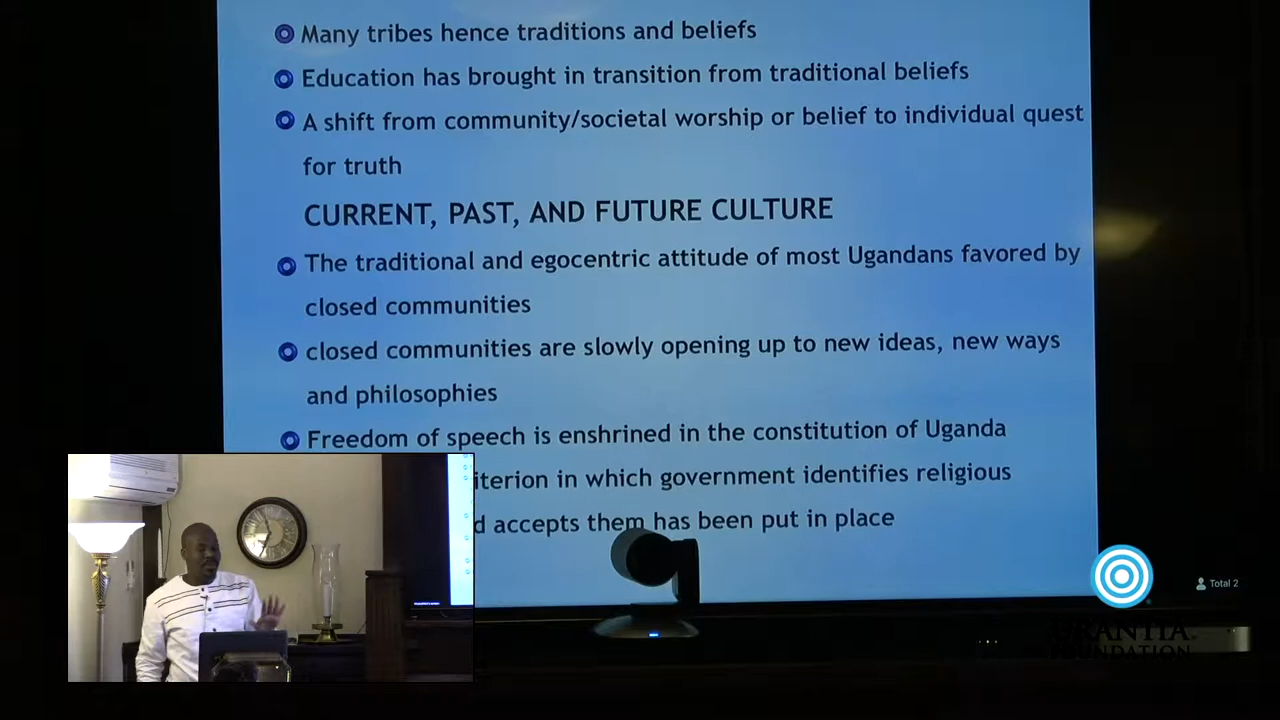 Many tribes hence traditions and beliefs
Education has brought in transition from traditional beliefs
A shift from community/societal worship or belief to individual quest
for truth
CURRENT, PAST, AND FUTURE CULTURE
The traditional and egocentric attitude of most Ugandans favored by
closed communities
closed communities are slowly opening up to new ideas, new ways
and philosophies
Freedom of speech is enshrined in the constitution of Uganda
iterion in which government identifies religious
d accepts them has been put in place
Total 2
URANTIA
FOUNDATION